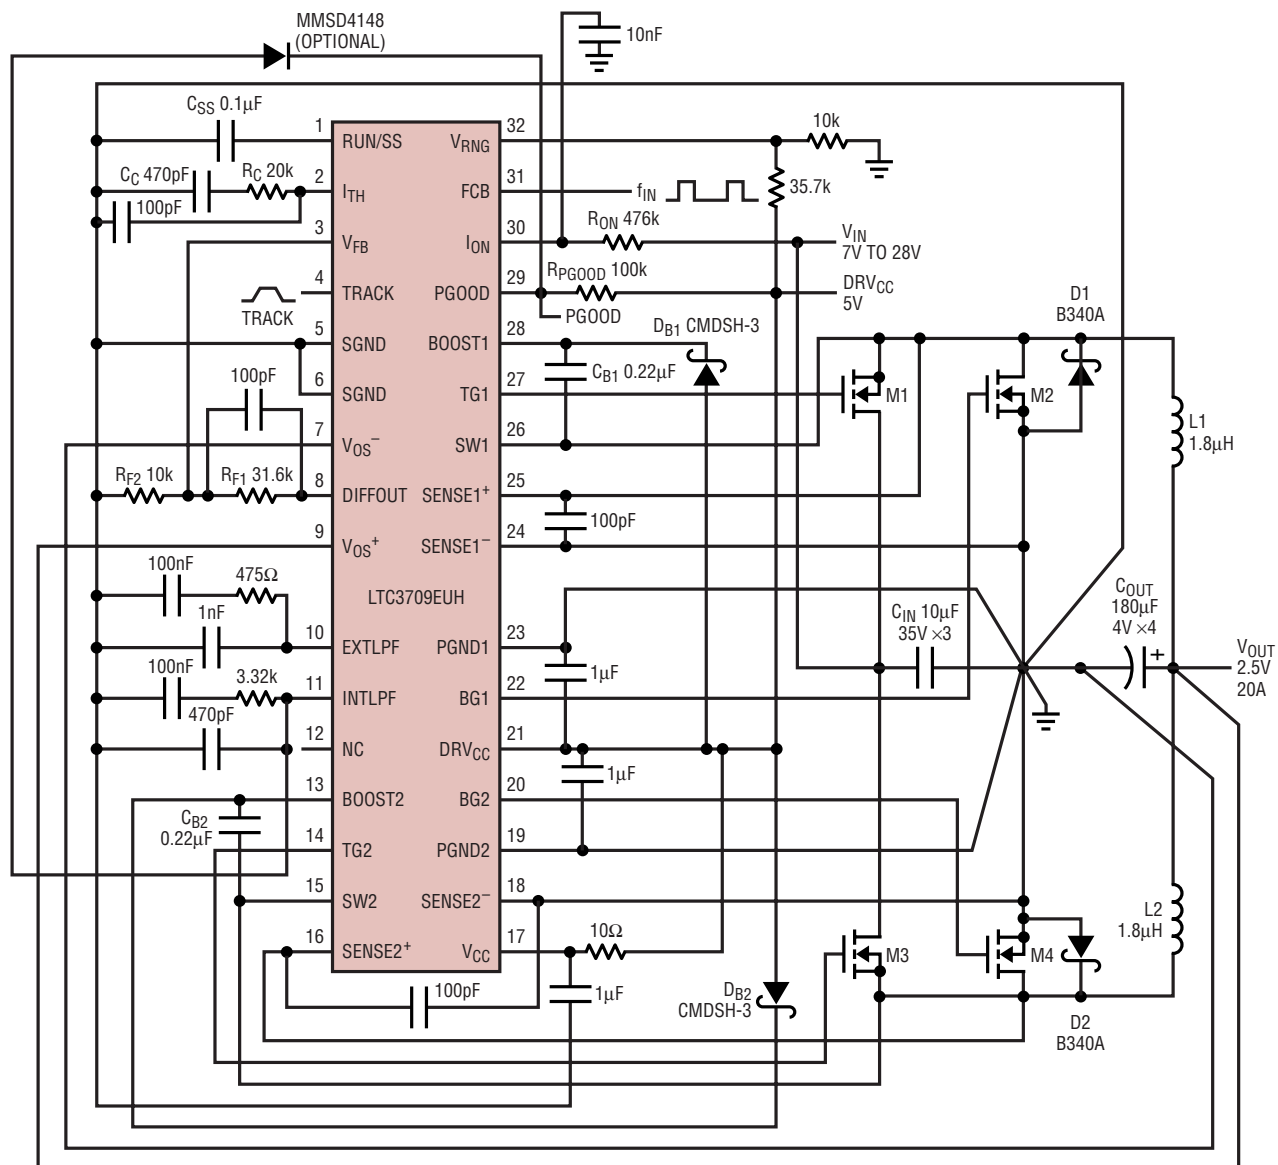 MMSD4148
(OPTIONAL)
10nF
CSS 0.1µF
1
RUN/SS
VRNG
32
10k
CC 470pF
RC 20k
2
ITH
FCB
31
fIN
35.7k
100pF
3
VFB
ION
30
RON 476k
VIN
7V TO 28V
4
TRACK
TRACK
PGOOD
29
RPGOOD 100k
PGOOD
DRVCC
5V
5
SGND
BOOST1
28
DB1 CMDSH-3
D1
B340A
100pF
6
SGND
TG1
27
CB1 0.22µF
M1
M2
7
VOS−
SW1
26
L1
1.8µH
RF2 10k
RF1 31.6k
8
DIFFOUT
SENSE1+
25
100pF
9
VOS+
SENSE1−
24
100nF
475Ω
LTC3709EUH
1nF
10
EXTLPF
PGND1
23
1µF
CIN 10µF
35V ×3
COUT
180µF
4V ×4
+
VOUT
2.5V
20A
100nF
3.32k
11
INTLPF
BG1
22
470pF
12
NC
DRVCC
21
1µF
13
BOOST2
BG2
20
CB2
0.22µF
14
TG2
PGND2
19
15
SW2
SENSE2−
18
L2
1.8µH
16
SENSE2+
VCC
17
10Ω
M3
M4
100pF
1µF
DB2
CMDSH-3
D2
B340A